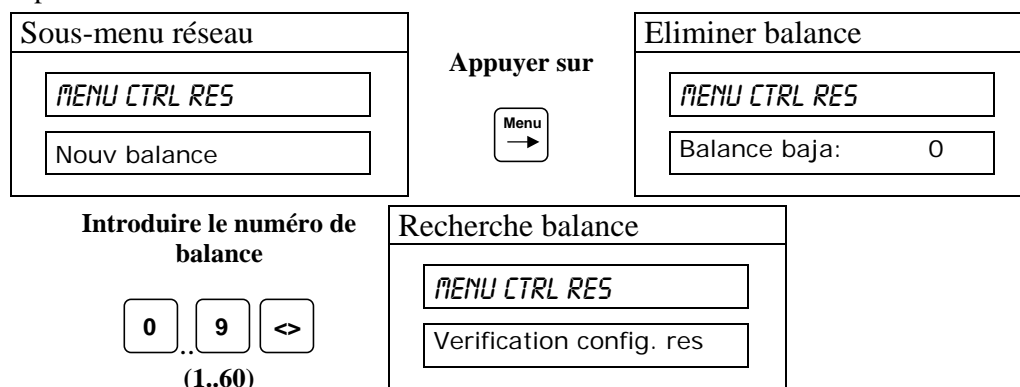 Sous-menu réseau
MENU CTRL RES
Nouv balance
Appuyer sur
Menu
Eliminer balance
MENU CTRL RES
Balance baja: 0
Introduire le numéro de
balance
0 .. 9 <>
(1..60)
Recherche balance
MENU CTRL RES
Verification config. res